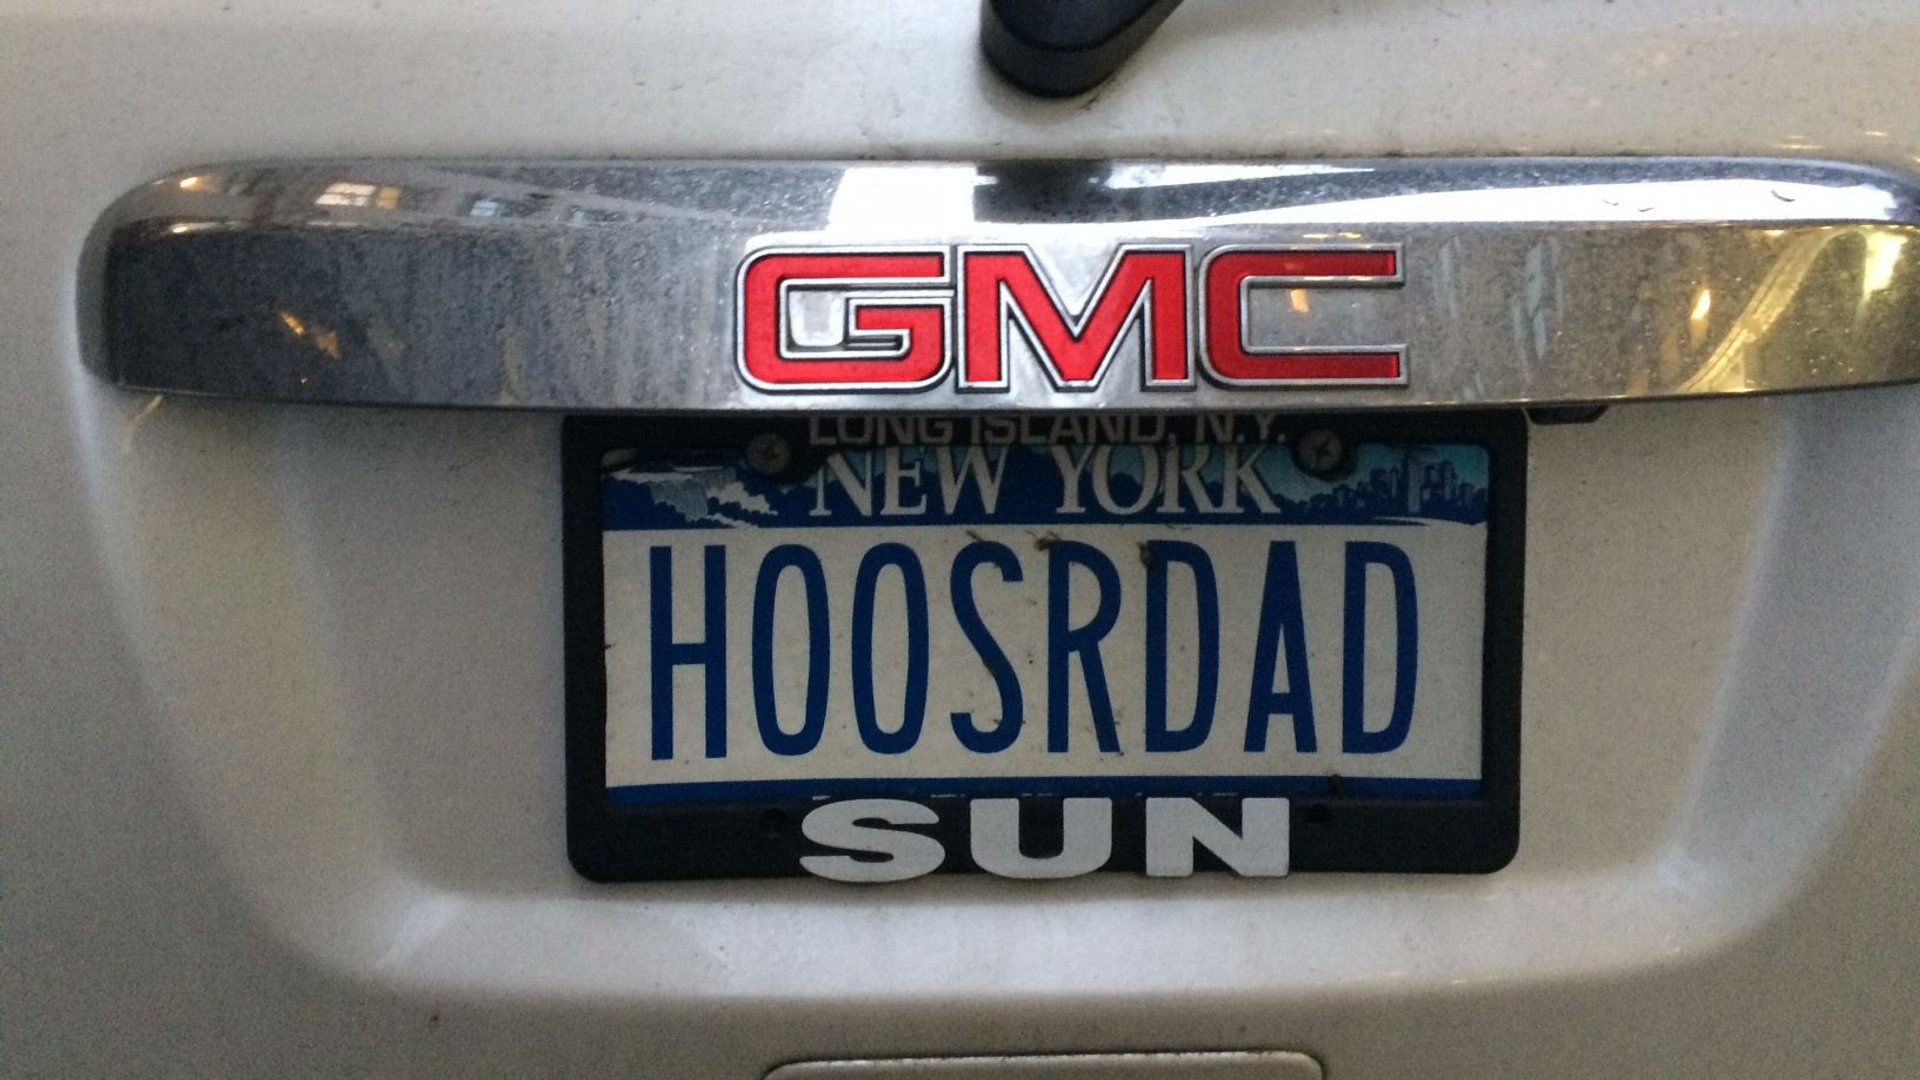 GMC
LONG ISLAND, N.Y.
NEW YORK
HOOSRDAD
SUN